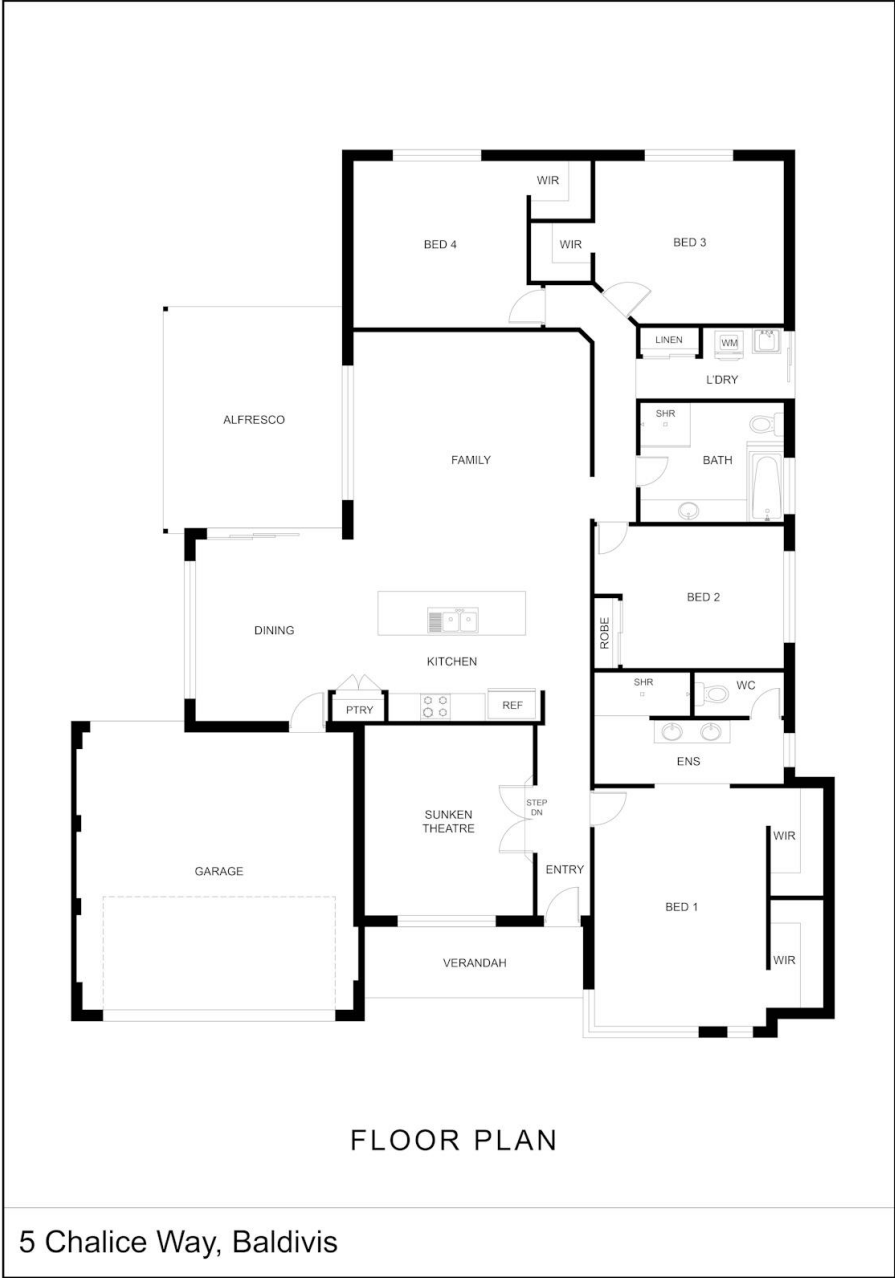 WIR
BED 4
WIR
BED 3
LINEN
WM
L'DRY
ALFRESCO
SHR
FAMILY
BATH
DINING
BED 2
ROBE
KITCHEN
PTRY
REF
SHR
WC
ENS
SUNKEN
THEATRE
STEP
DN
GARAGE
ENTRY
WIR
BED 1
VERANDAH
WIR
FLOOR PLAN
5 Chalice Way, Baldivis